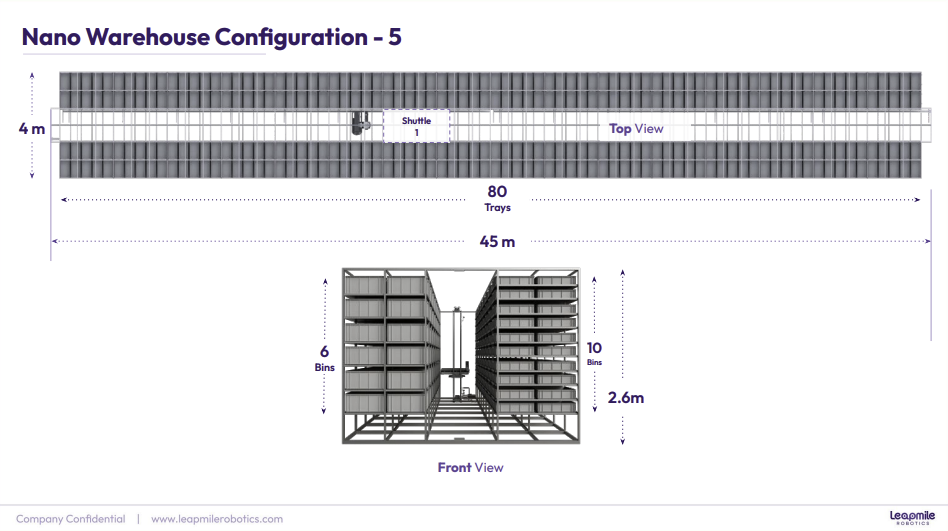 Nano Warehouse Configuration - 5
4 m
Shuttle
1
Top View
80
Trays
45 m
6
Bins
10
Bins
2.6m
Front View
Company Confidential | www.leapmilerobotics.com
Leapmile
ROBOTICS